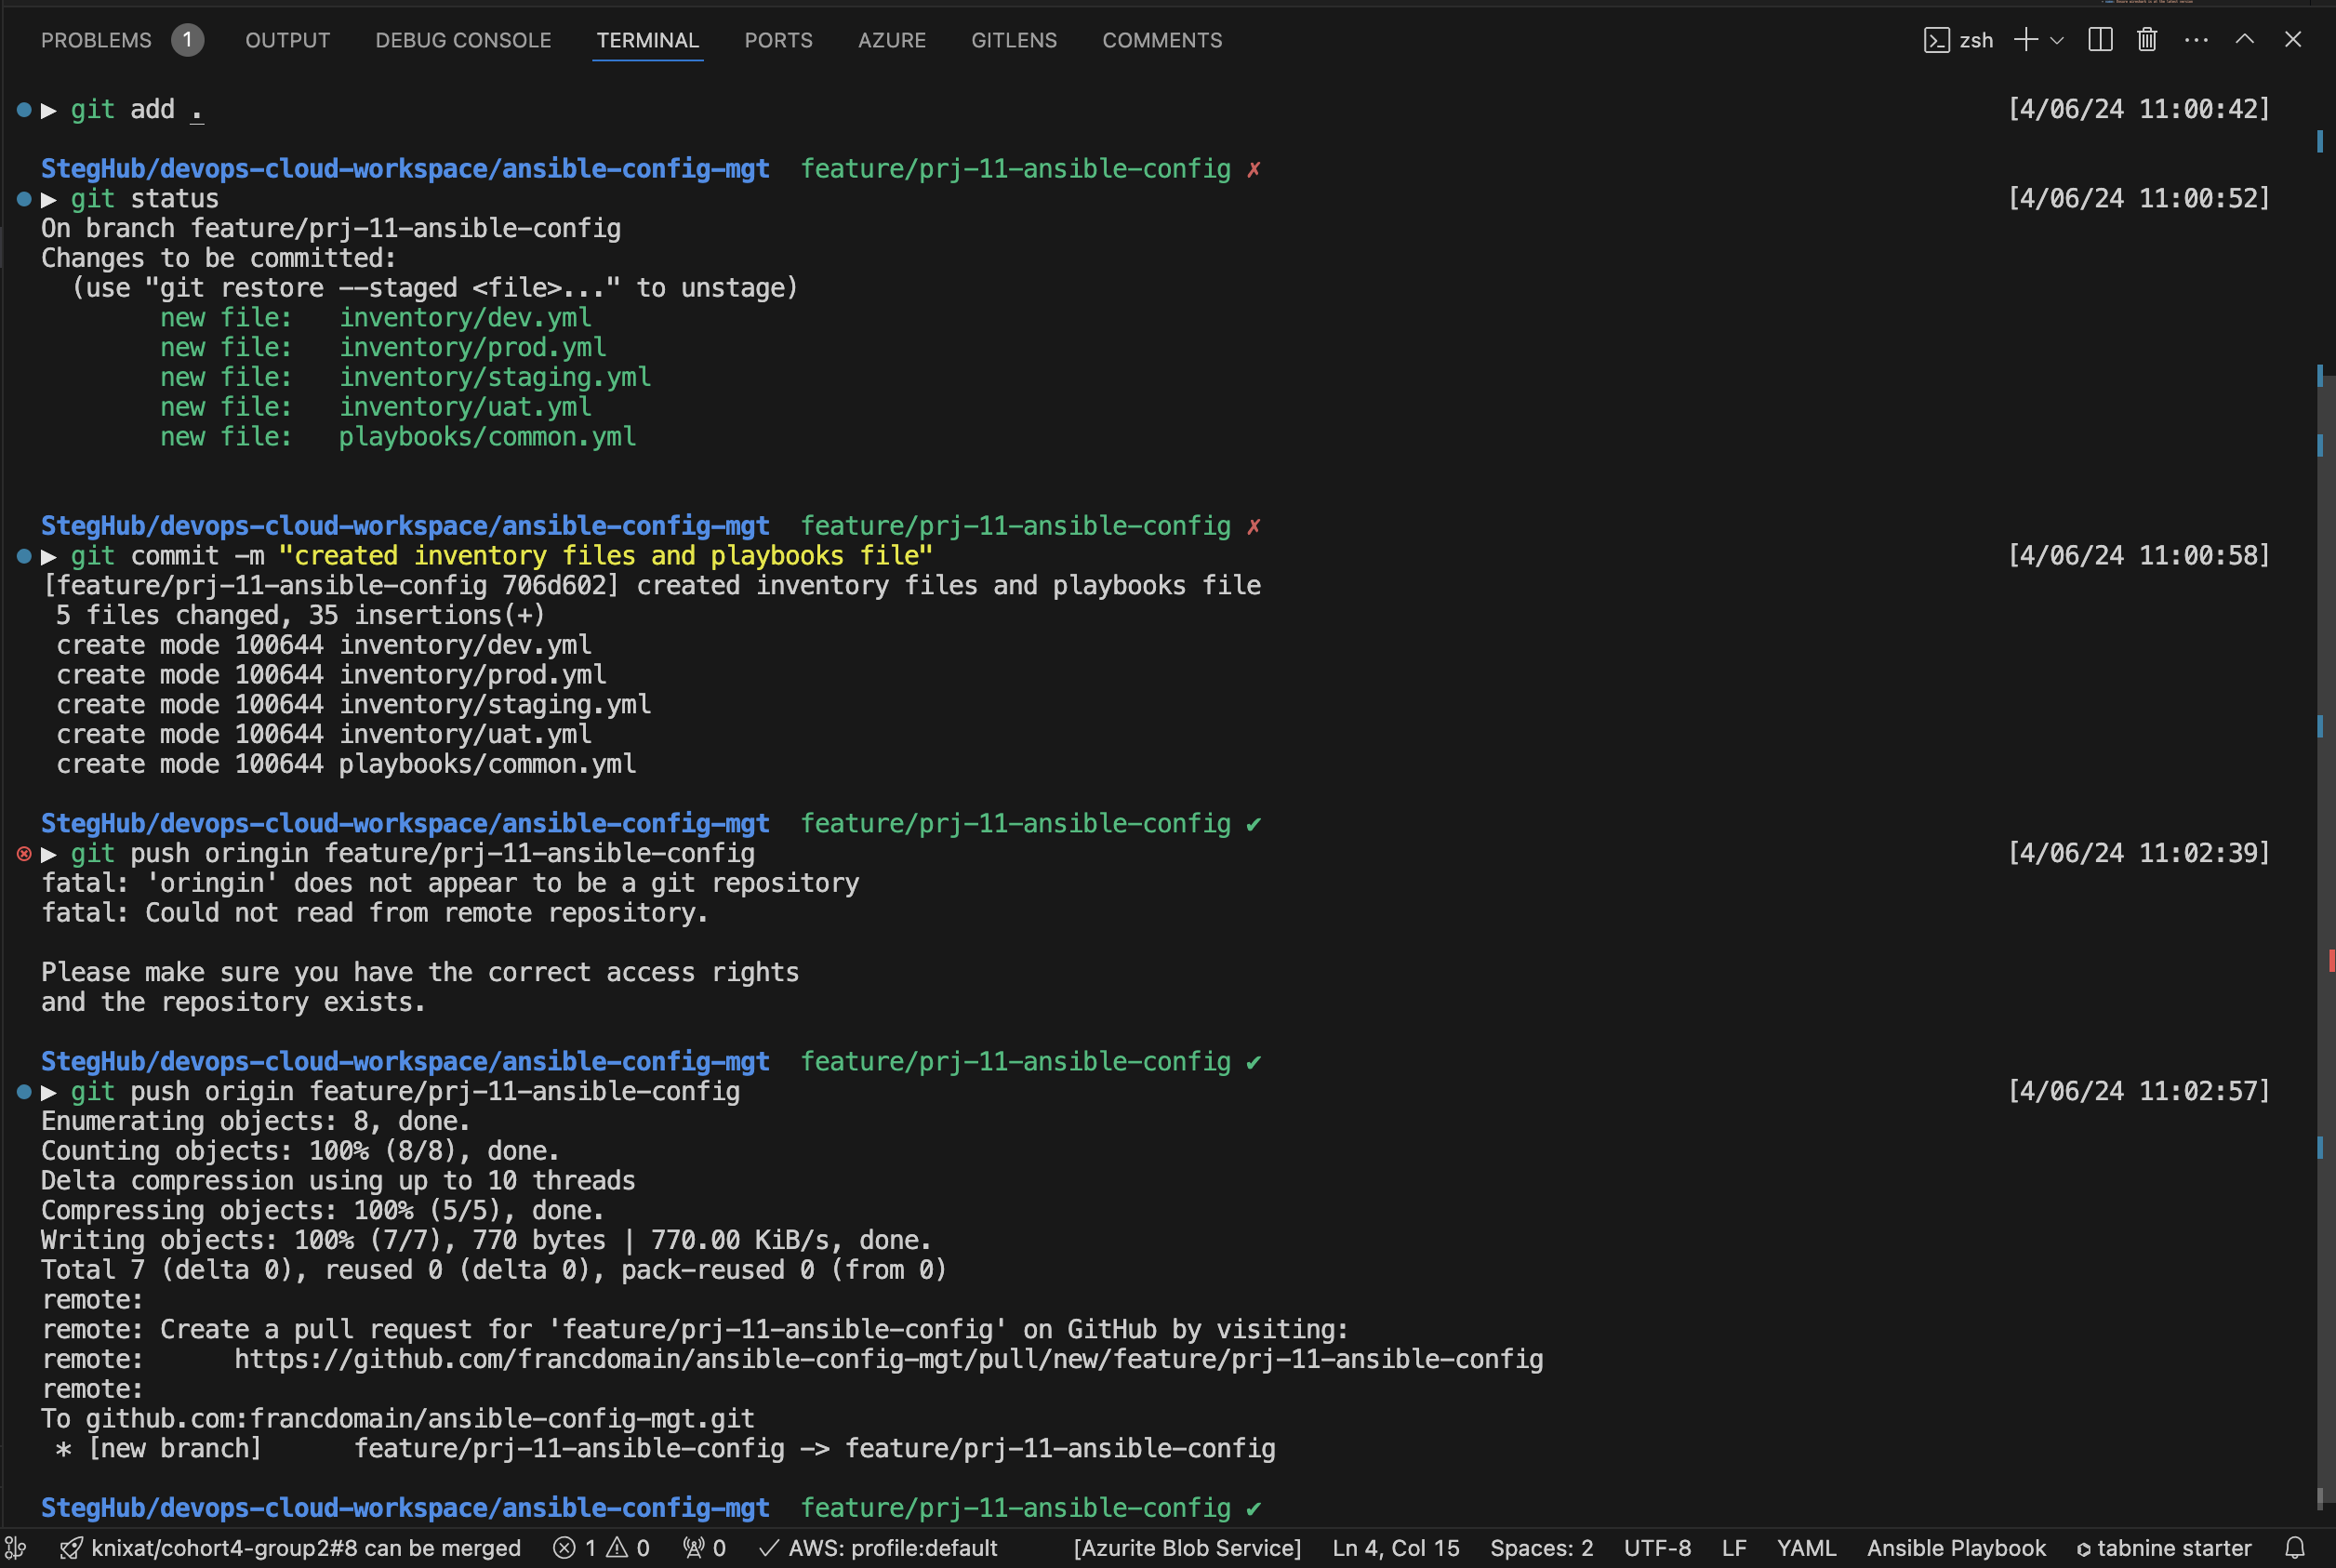 PROBLEMS 1 OUTPUT DEBUG CONSOLE TERMINAL PORTS AZURE GITLENS COMMENTS zsh
git add . [4/06/24 11:00:42]
StegHub/devops-cloud-workspace/ansible-config-mgt feature/prj-11-ansible-config ✗
git status [4/06/24 11:00:52]
On branch feature/prj-11-ansible-config
Changes to be committed:
(use "git restore --staged <file>..." to unstage)
new file: inventory/dev.yml
new file: inventory/prod.yml
new file: inventory/staging.yml
new file: inventory/uat.yml
new file: playbooks/common.yml
StegHub/devops-cloud-workspace/ansible-config-mgt feature/prj-11-ansible-config ✗
git commit -m "created inventory files and playbooks file" [4/06/24 11:00:58]
[feature/prj-11-ansible-config 706d602] created inventory files and playbooks file
5 files changed, 35 insertions(+)
create mode 100644 inventory/dev.yml
create mode 100644 inventory/prod.yml
create mode 100644 inventory/staging.yml
create mode 100644 inventory/uat.yml
create mode 100644 playbooks/common.yml
StegHub/devops-cloud-workspace/ansible-config-mgt feature/prj-11-ansible-config ✔
git push oringin feature/prj-11-ansible-config [4/06/24 11:02:39]
fatal: 'oringin' does not appear to be a git repository
fatal: Could not read from remote repository.
Please make sure you have the correct access rights
and the repository exists.
StegHub/devops-cloud-workspace/ansible-config-mgt feature/prj-11-ansible-config ✔
git push origin feature/prj-11-ansible-config [4/06/24 11:02:57]
Enumerating objects: 8, done.
Counting objects: 100% (8/8), done.
Delta compression using up to 10 threads
Compressing objects: 100% (5/5), done.
Writing objects: 100% (7/7), 770 bytes | 770.00 KiB/s, done.
Total 7 (delta 0), reused 0 (delta 0), pack-reused 0 (from 0)
remote:
remote: Create a pull request for 'feature/prj-11-ansible-config' on GitHub by visiting:
remote: https://github.com/francdomain/ansible-config-mgt/pull/new/feature/prj-11-ansible-config
remote:
To github.com:francdomain/ansible-config-mgt.git
* [new branch] feature/prj-11-ansible-config -> feature/prj-11-ansible-config
StegHub/devops-cloud-workspace/ansible-config-mgt feature/prj-11-ansible-config ✔
knixat/cohort4-group2#8 can be merged 1 0 0 AWS: profile:default [Azurite Blob Service] Ln 4, Col 15 Spaces: 2 UTF-8 LF YAML Ansible Playbook tabnine starter